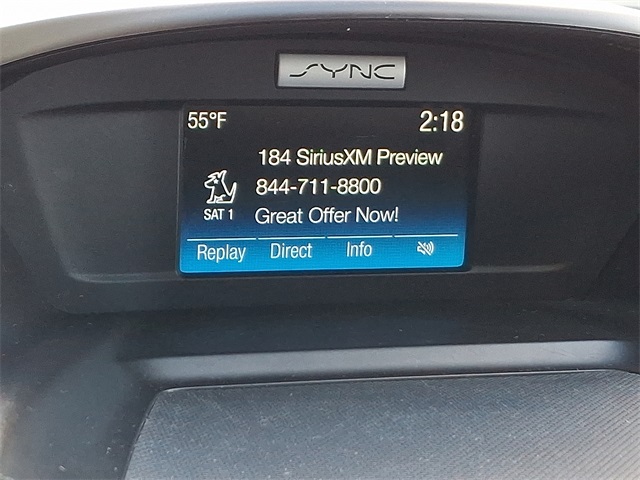 SYNC
55°F 2:18
184 SiriusXM Preview
844-711-8800
SAT 1 Great Offer Now!
Replay Direct Info